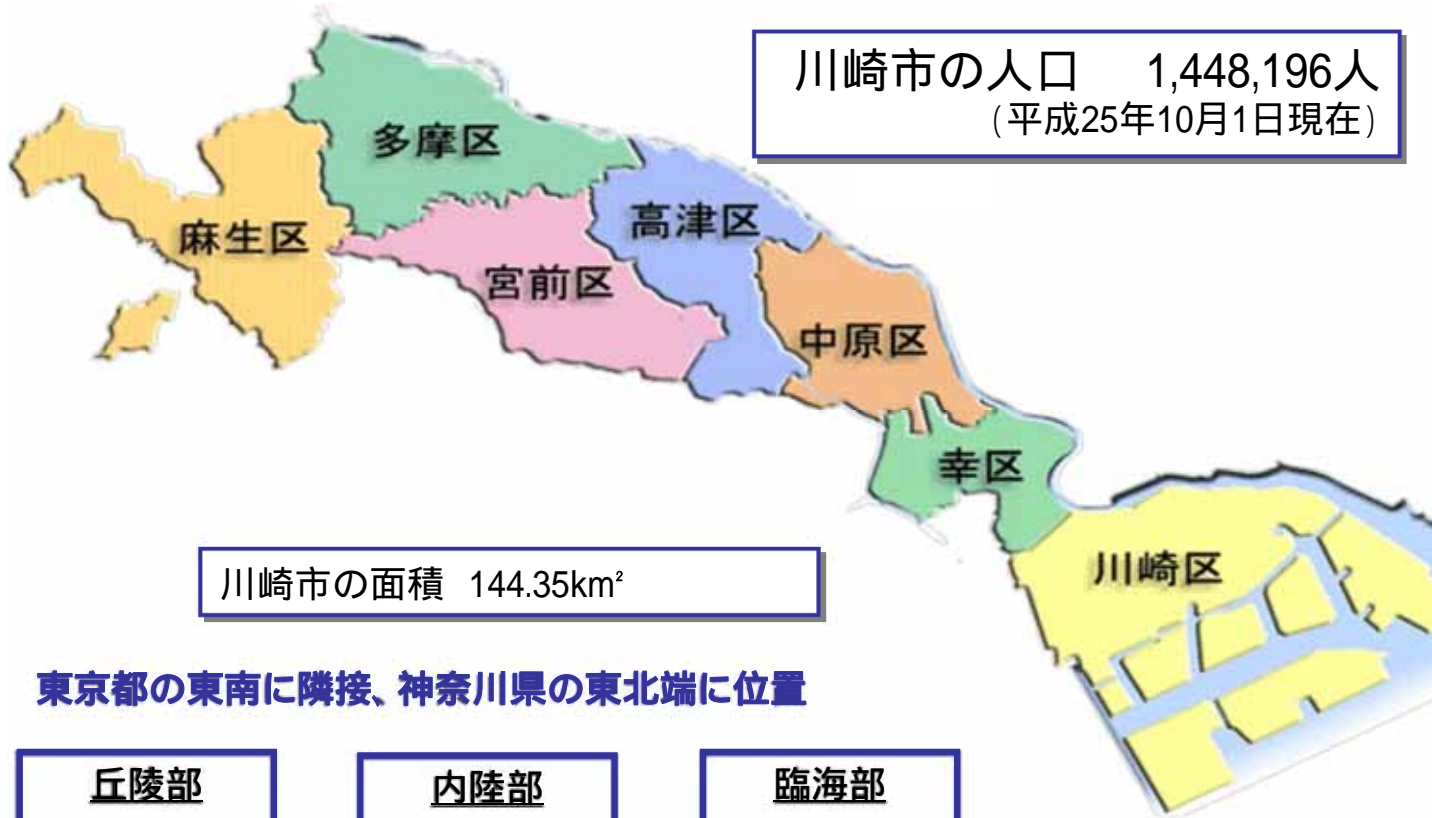 川崎市の人口 1,448,196人
(平成25年10月1日現在)
多摩区
麻生区
高津区
宮前区
中原区
幸区
川崎区
川崎市の面積 144.35km²
東京都の東南に隣接、神奈川県の東北端に位置
丘陵部
内陸部
臨海部